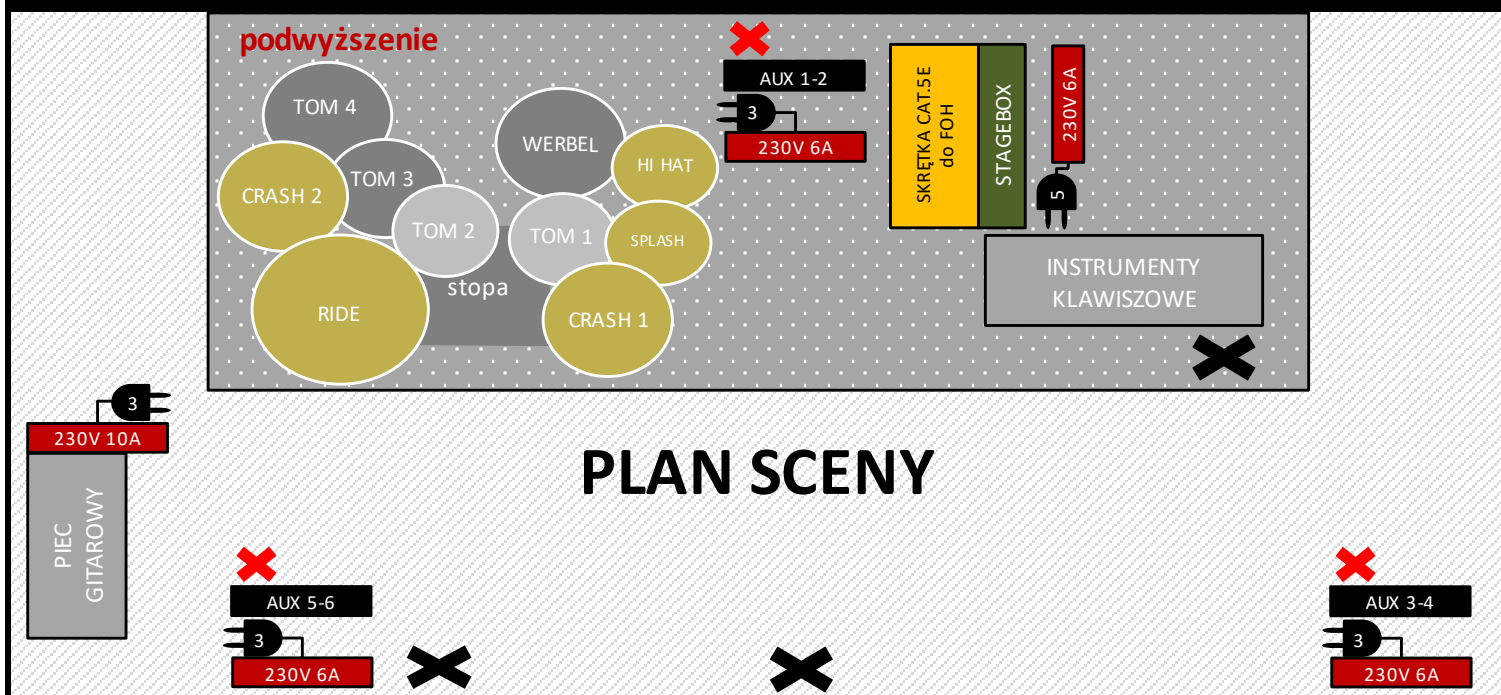 podwyższenie
TOM 4
TOM 3
CRASH 2
TOM 2
RIDE
stopa
WERBEL
TOM 1
HI HAT
SPLASH
CRASH 1
AUX 1-2
3
230V 6A
SKRĘTKA CAT.5E
do FOH
STAGEBOX
230V 6A
5
INSTRUMENTY
KLAWISZOWE
3
230V 10A
PIEC
GITAROWY
PLAN SCENY
AUX 5-6
3
230V 6A
AUX 3-4
3
230V 6A